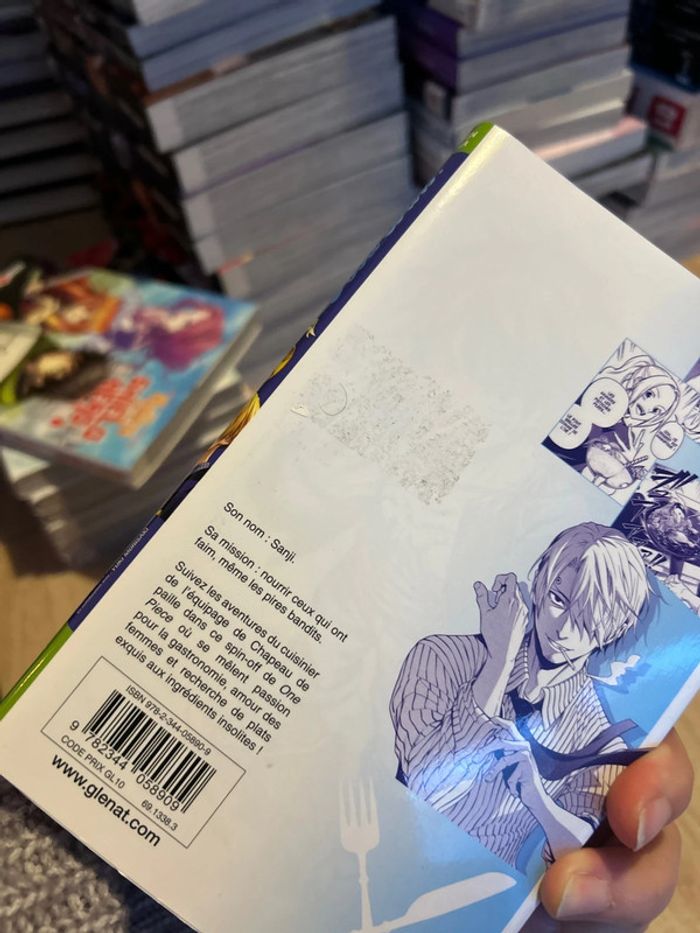 Son nom : Sanji.
Sa mission : nourrir ceux qui ont
faim, même les pires bandits.
Suivez les aventures du cuisinier
de l'équipage de Chapeau de
paille dans ce spin-off de One
Piece où se mêlent passion
pour la gastronomie, amour des
femmes et recherche de plats
exquis aux ingrédients insolites !
ISBN 978-2-344-05890-9
9 782344 058909
CODE PRIX GL10
69.1338.3
www.glenat.com